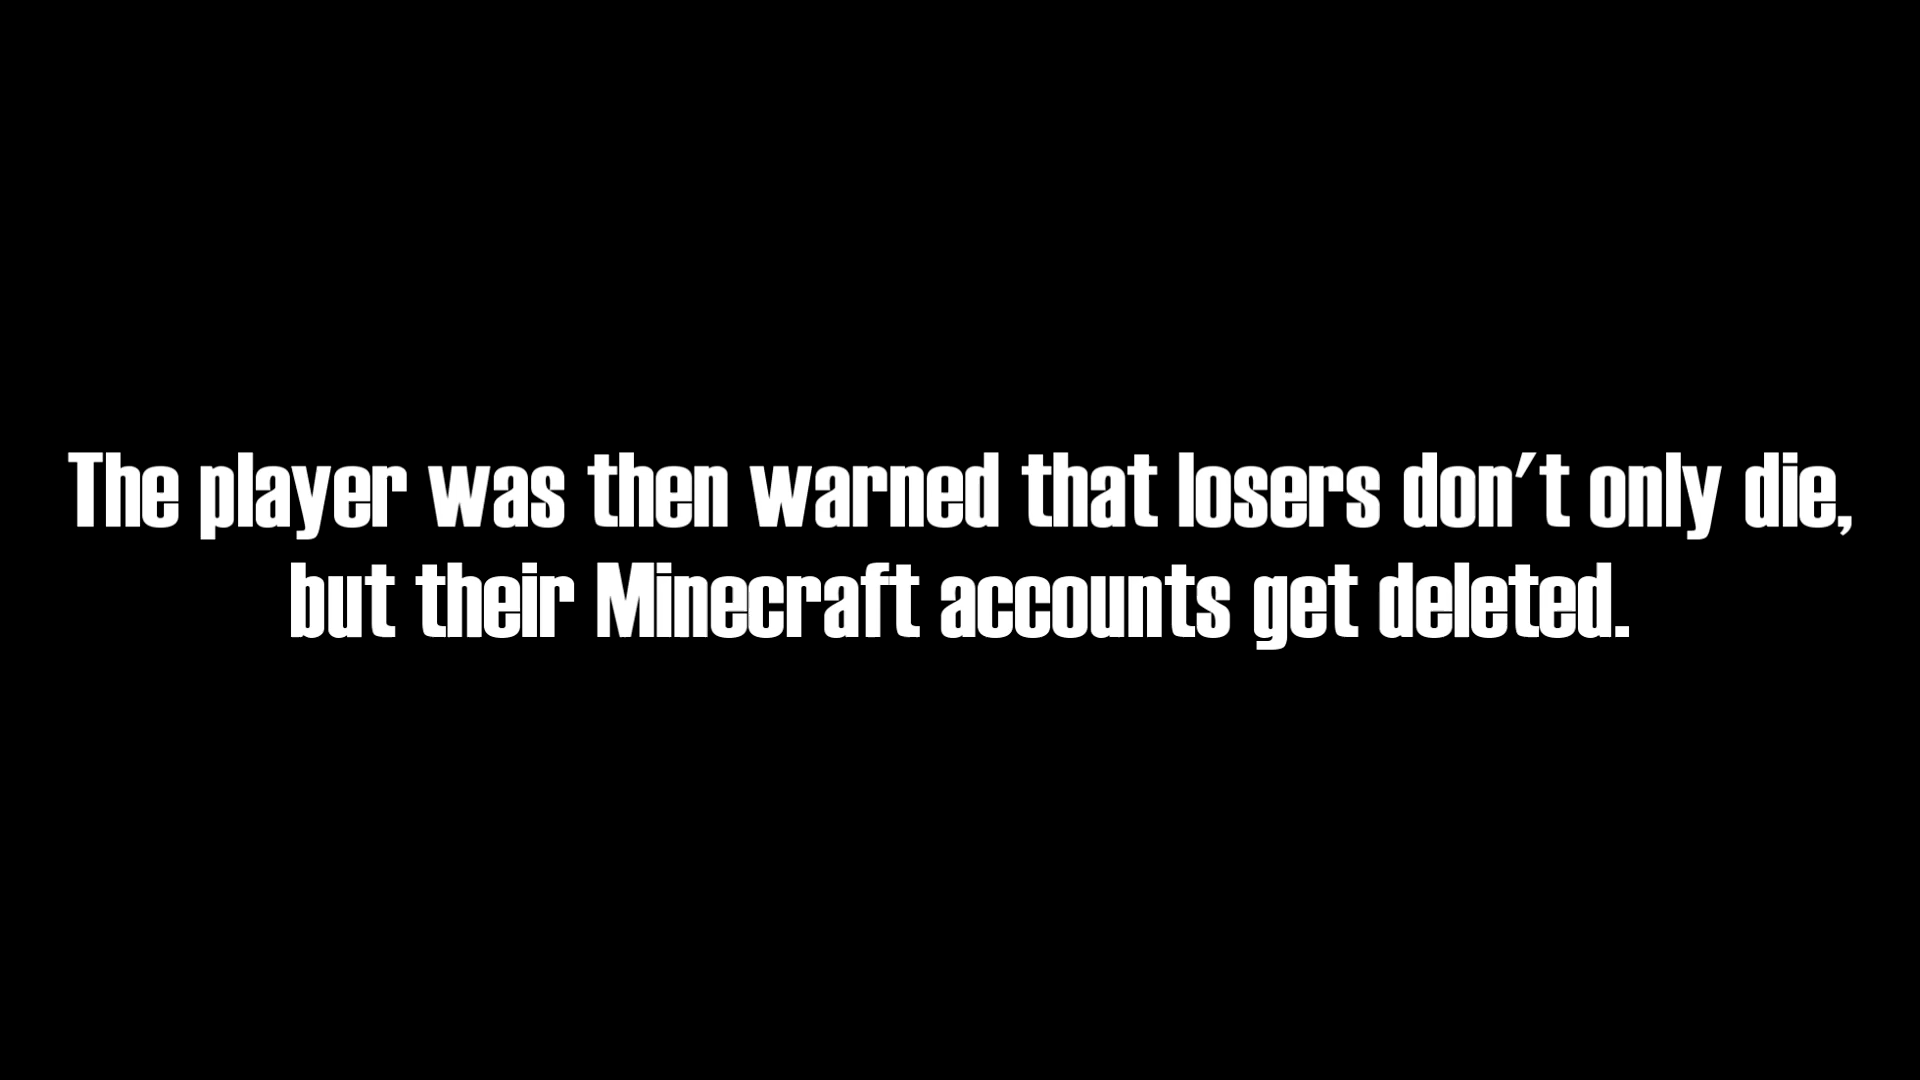 The player was then warned that losers don't only die,
but their Minecraft accounts get deleted.